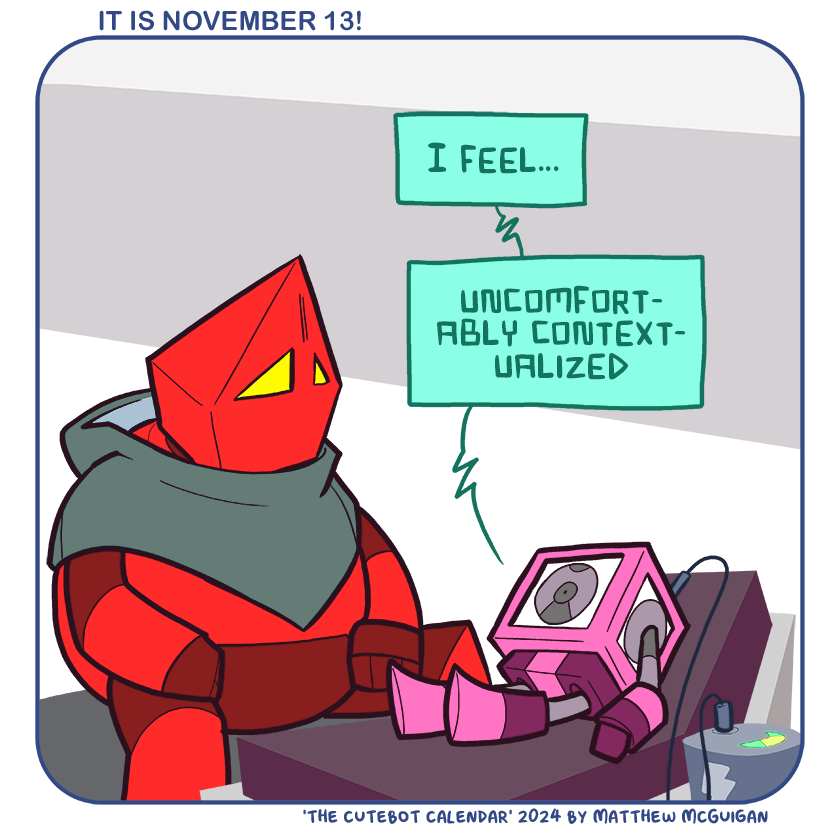 IT IS NOVEMBER 13!
I FEEL...
UNCOMFORT-
ABLY CONTEXT-
UALIZED
'THE CUTEBOT CALENDAR' 2024 BY MATTHEW MCGUIGAN